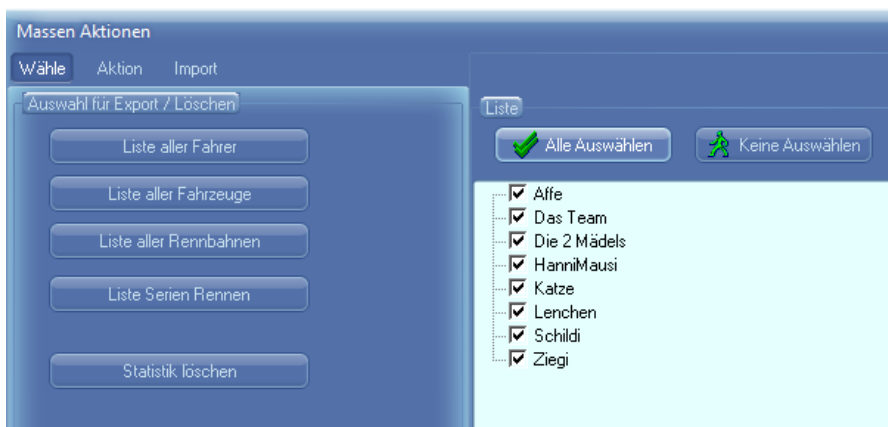 Massen Aktionen
Wähle Aktion Import
Auswahl für Export / Löschen
Liste aller Fahrer
Liste aller Fahrzeuge
Liste aller Rennbahnen
Liste Serien Rennen
Statistik löschen
Liste
Alle Auswählen Keine Auswählen
Affe
Das Team
Die 2 Mädels
HanniMausi
Katze
Lenchen
Schildi
Ziegi